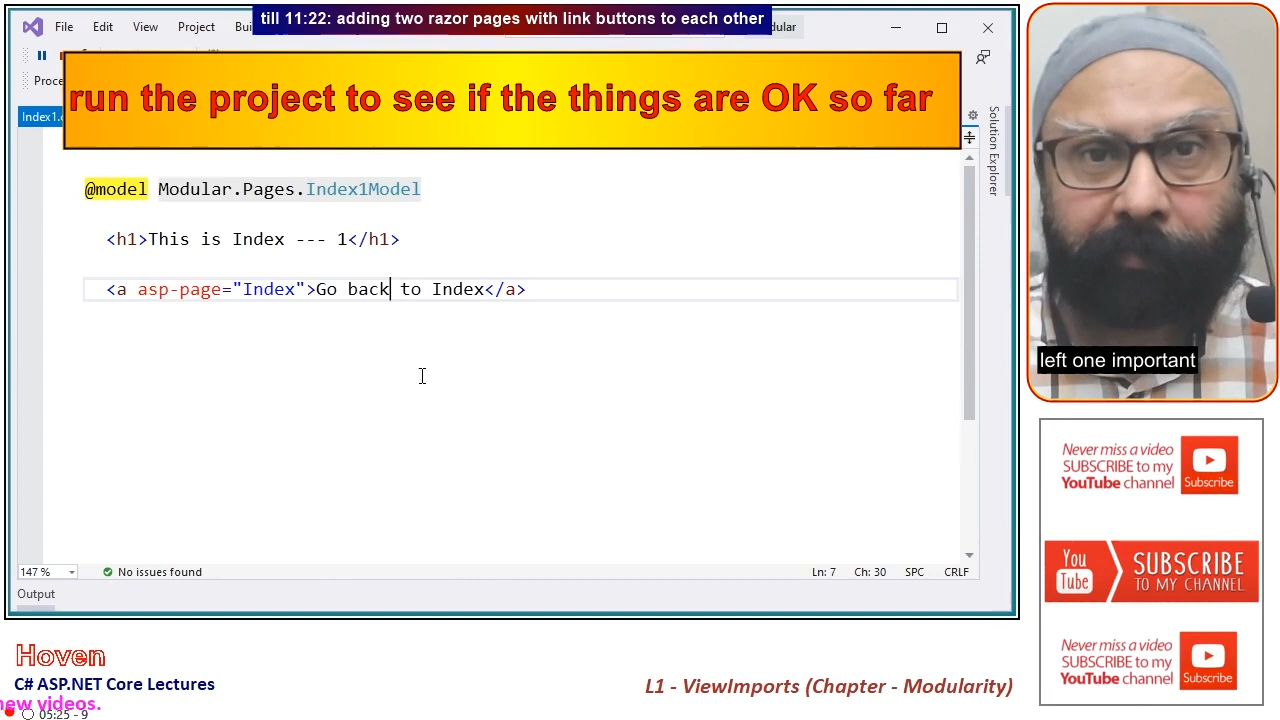 till 11:22: adding two razor pages with link buttons to each other
File Edit View Project
run the project to see if the things are OK so far
Solution Explorer
@model Modular.Pages.Index1Model
<h1>This is Index --- 1</h1>
<a asp-page="Index">Go back to Index</a>
147 % No issues found Ln: 7 Ch: 30 SPC CRLF
Output
left one important
Never miss a video
SUBSCRIBE to my
YouTube channel
Subscribe
You
Tube
SUBSCRIBE
TO MY CHANNEL
Never miss a video
SUBSCRIBE to my
YouTube channel
Subscribe
Hoven
C# ASP.NET Core Lectures
new videos.
05:25 - 9
L1 - ViewImports (Chapter - Modularity)